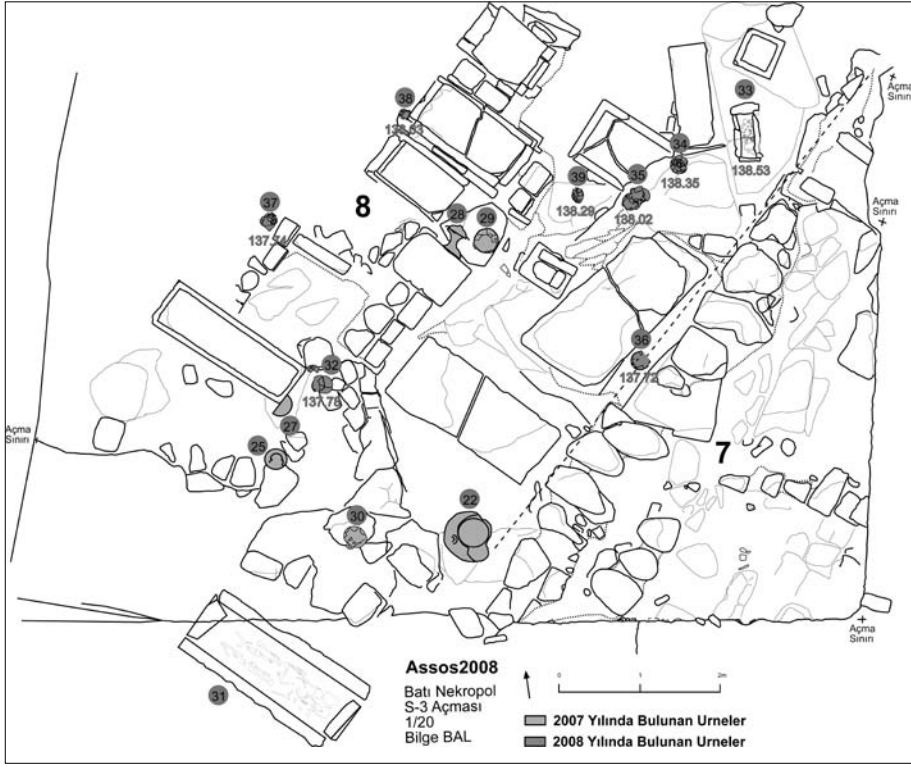 38
138.53
33
138.53
34
138.35
35
138.02
39
138.29
37
137.74
8
28
29
36
137.72
32
137.78
27
25
7
22
30
31
Açma
Sınırı
Açma
Sınırı
Açma
Sınırı
Açma
Sınırı
Assos2008
Batı Nekropol
S-3 Açması
1/20
Bilge BAL
0 1 2m
2007 Yılında Bulunan Urneler
2008 Yılında Bulunan Urneler